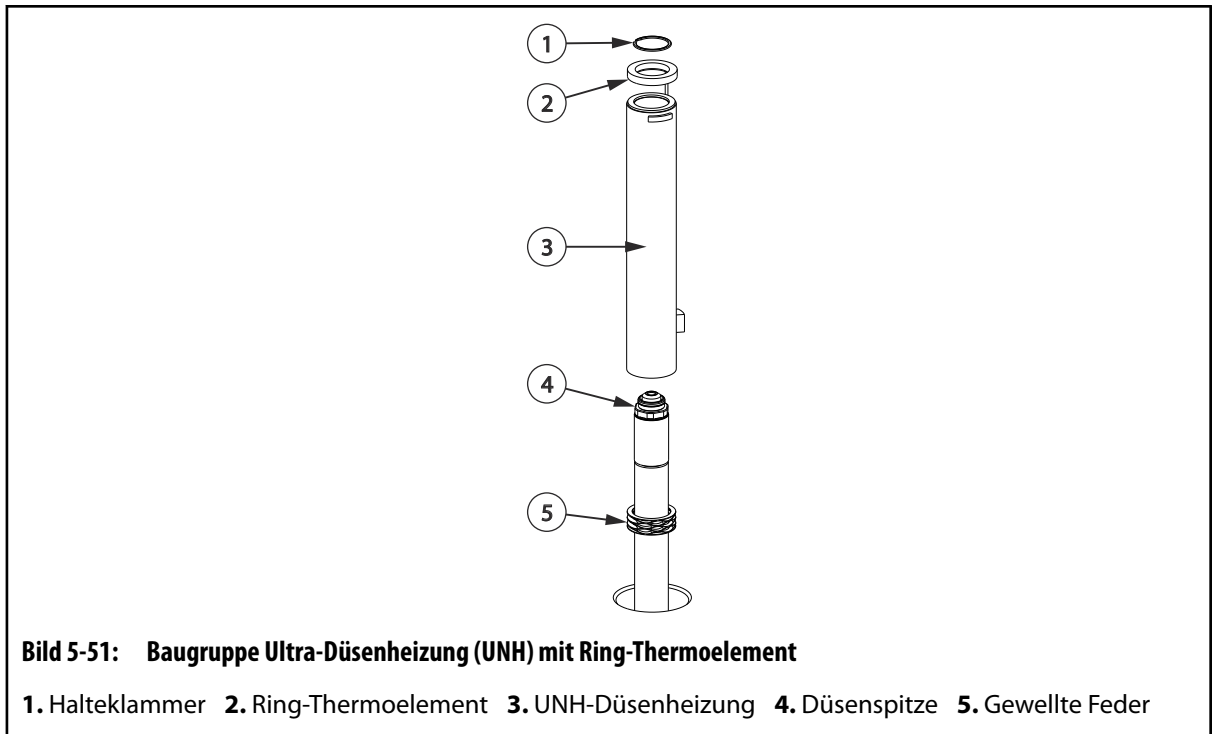 1
2
3
4
5
Bild 5-51: Baugruppe Ultra-Düsenheizung (UNH) mit Ring-Thermoelement
1. Halteklammer 2. Ring-Thermoelement 3. UNH-Düsenheizung 4. Düsenspitze 5. Gewellte Feder